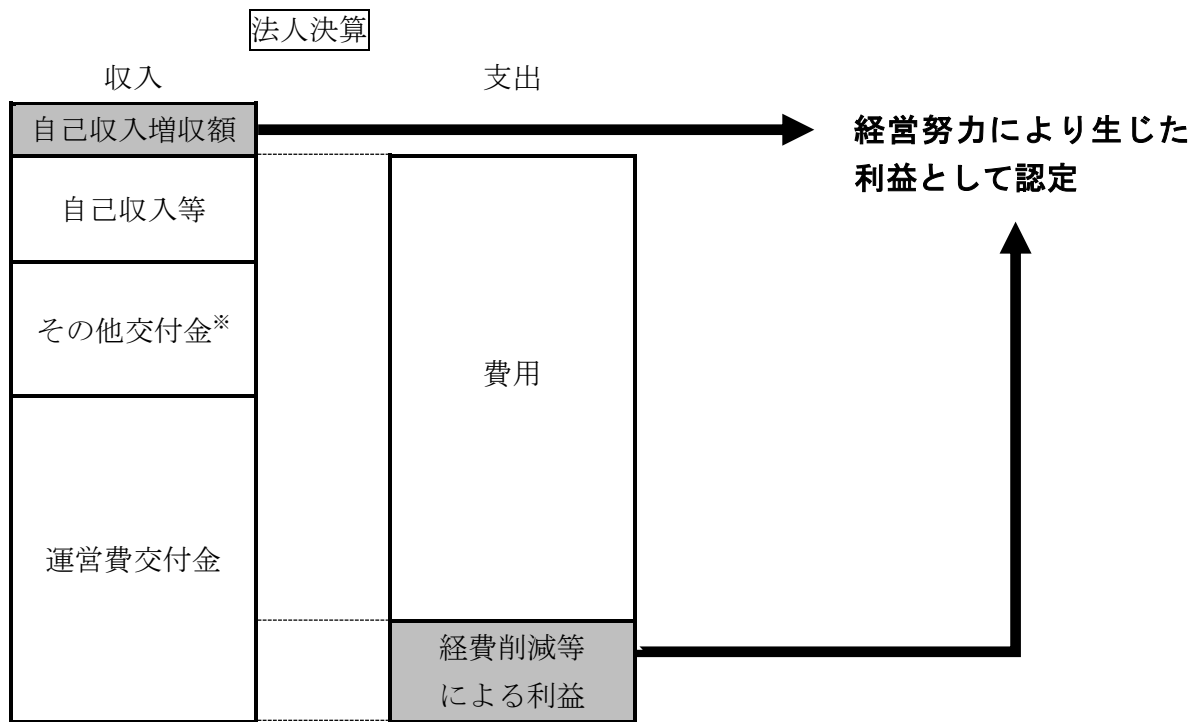 法人決算
収入
支出
自己収入増収額
経営努力により生じた
利益として認定
自己収入等
その他交付金※
費用
運営費交付金
経費削減等
による利益